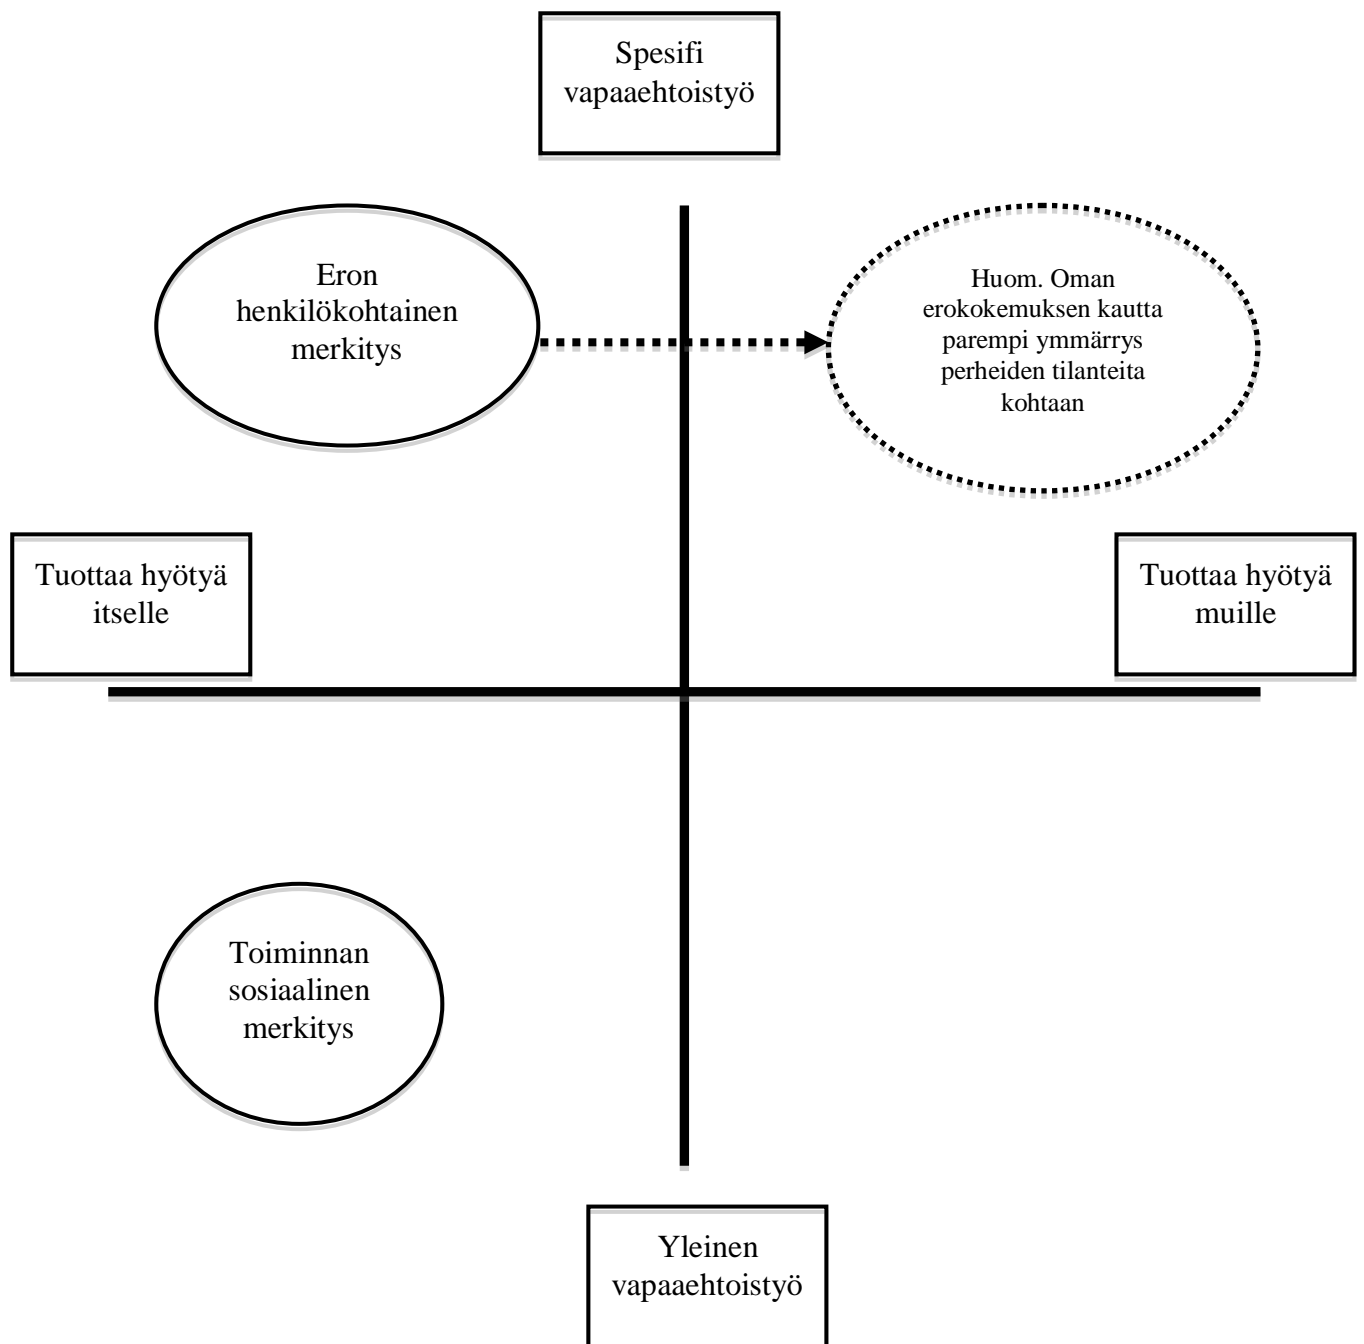 Spesifi
vapaaehtoistyö
Eron
henkilökohtainen
merkitys
Huom. Oman
erokokemuksen kautta
parempi ymmärrys
perheiden tilanteita
kohtaan
Tuottaa hyötyä
itselle
Tuottaa hyötyä
muille
Toiminnan
sosiaalinen
merkitys
Yleinen
vapaaehtoistyö